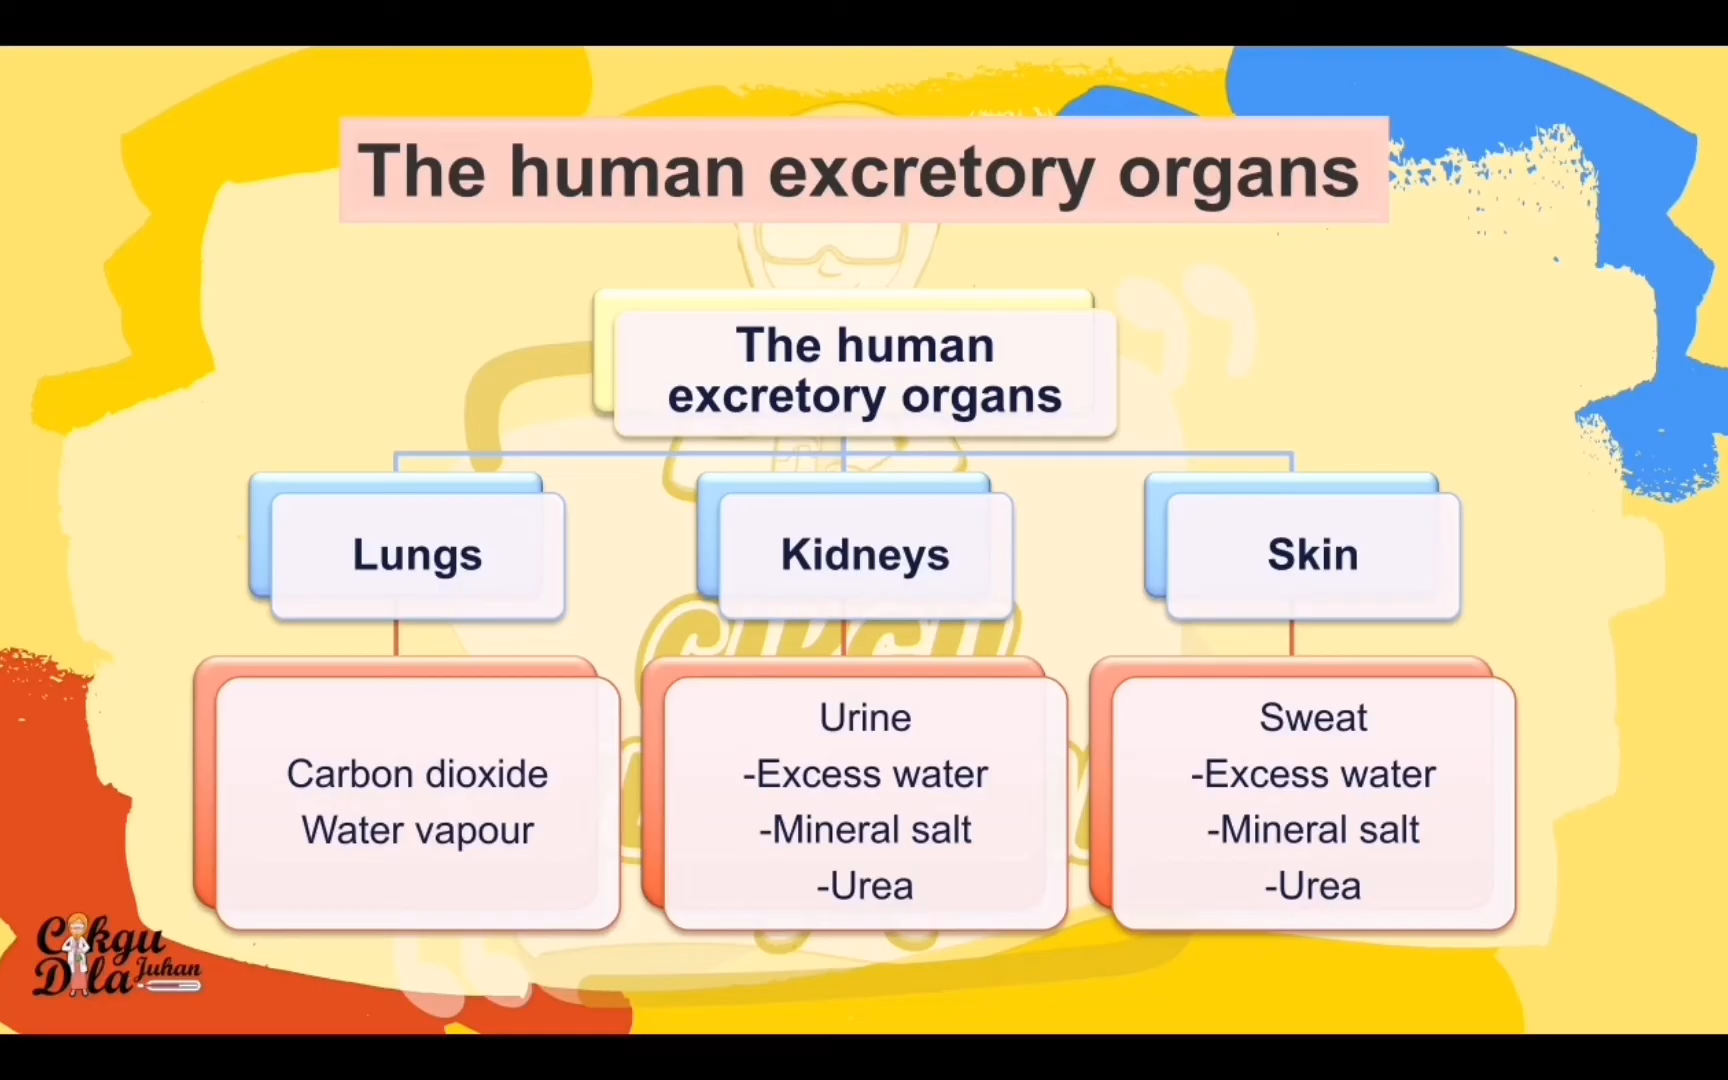 The human excretory organs
The human
excretory organs
Lungs
Kidneys
Skin
Carbon dioxide
Water vapour
Urine
-Excess water
-Mineral salt
-Urea
Sweat
-Excess water
-Mineral salt
-Urea
Cikgu
Dila Juhan